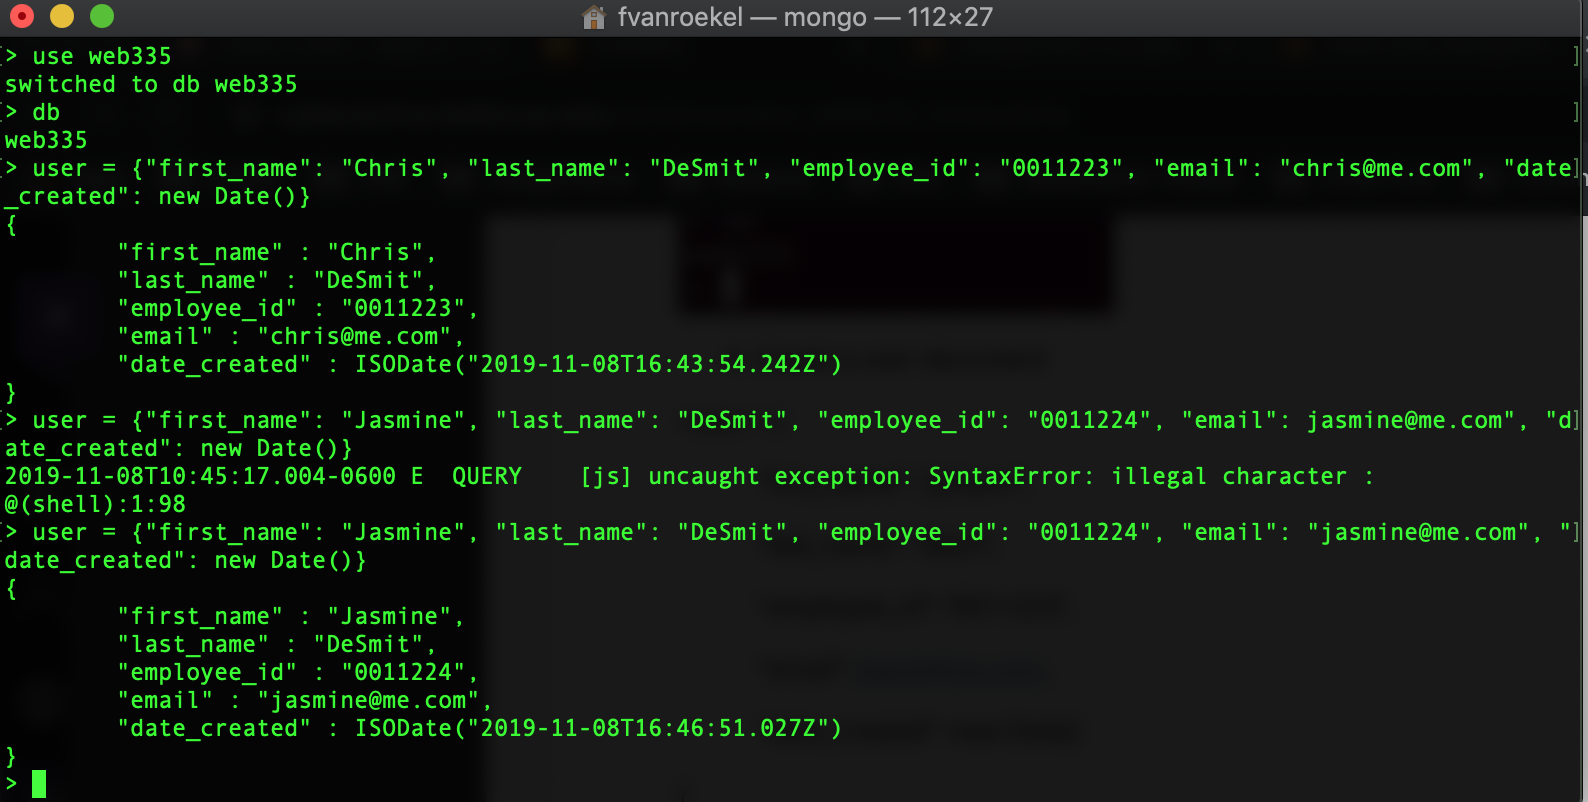 fvanroekel — mongo — 112×27
> use web335
switched to db web335
> db
web335
> user = {"first_name": "Chris", "last_name": "DeSmit", "employee_id": "0011223", "email": "chris@me.com", "date
_created": new Date()}
{
        "first_name" : "Chris",
        "last_name" : "DeSmit",
        "employee_id" : "0011223",
        "email" : "chris@me.com",
        "date_created" : ISODate("2019-11-08T16:43:54.242Z")
}
> user = {"first_name": "Jasmine", "last_name": "DeSmit", "employee_id": "0011224", "email": jasmine@me.com", "d
ate_created": new Date()}
2019-11-08T10:45:17.004-0600 E  QUERY    [js] uncaught exception: SyntaxError: illegal character :
@(shell):1:98
> user = {"first_name": "Jasmine", "last_name": "DeSmit", "employee_id": "0011224", "email": "jasmine@me.com", "
date_created": new Date()}
{
        "first_name" : "Jasmine",
        "last_name" : "DeSmit",
        "employee_id" : "0011224",
        "email" : "jasmine@me.com",
        "date_created" : ISODate("2019-11-08T16:46:51.027Z")
}
>